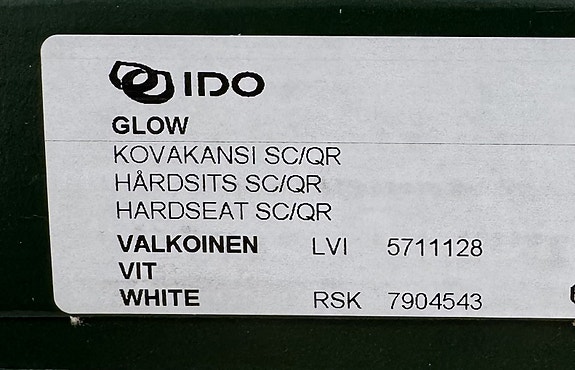 IDO
GLOW
KOVAKANSI SC/QR
HÅRDSITS SC/QR
HARDSEAT SC/QR
VALKOINEN LVI 5711128
VIT
WHITE RSK 7904543